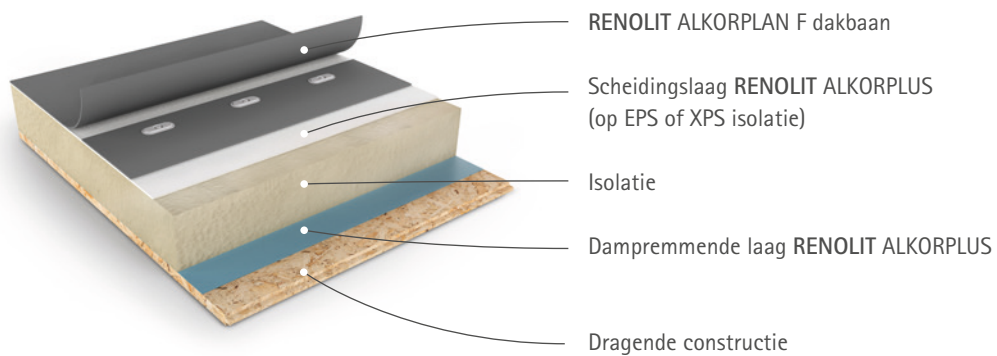 RENOLIT ALKORPLAN F dakbaan
Scheidingslaag RENOLIT ALKORPLUS
(op EPS of XPS isolatie)
Isolatie
Dampremmende laag RENOLIT ALKORPLUS
Dragende constructie